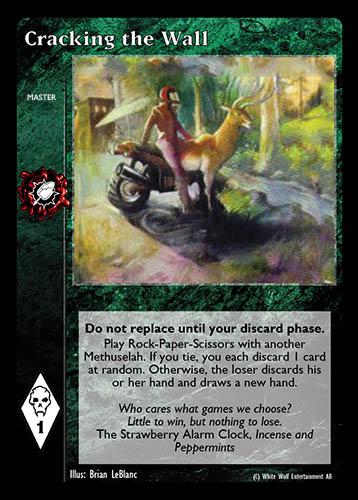 Cracking the Wall
MASTER
Do not replace until your discard phase.
Play Rock-Paper-Scissors with another
Methuselah. If you tie, you each discard 1 card
at random. Otherwise, the loser discards his
or her hand and draws a new hand.
Who cares what games we choose?
Little to win, but nothing to lose.
The Strawberry Alarm Clock, Incense and
Peppermints
1
Illus: Brian LeBlanc
(C) White Wolf Entertainment AB